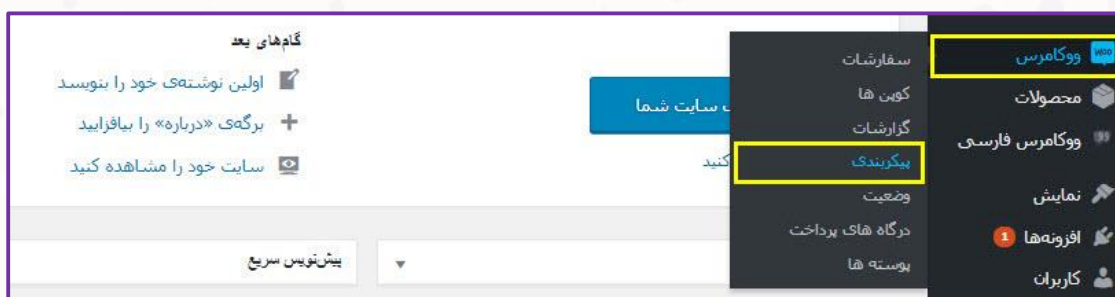 Woo ووکامرس
محصولات
ووکامرس فارسی
نمایش
افزونه‌ها 1
کاربران
سفارشات
کوپن ها
گزارشات
پیکربندی
وضعیت
درگاه های پرداخت
پوسته ها
سایت شما
کنید
گام‌های بعد
اولین نوشته‌ی خود را بنویسد
برگه‌ی «درباره» را بیافزایید
سایت خود را مشاهده کنید
پیش‌نویس سریع